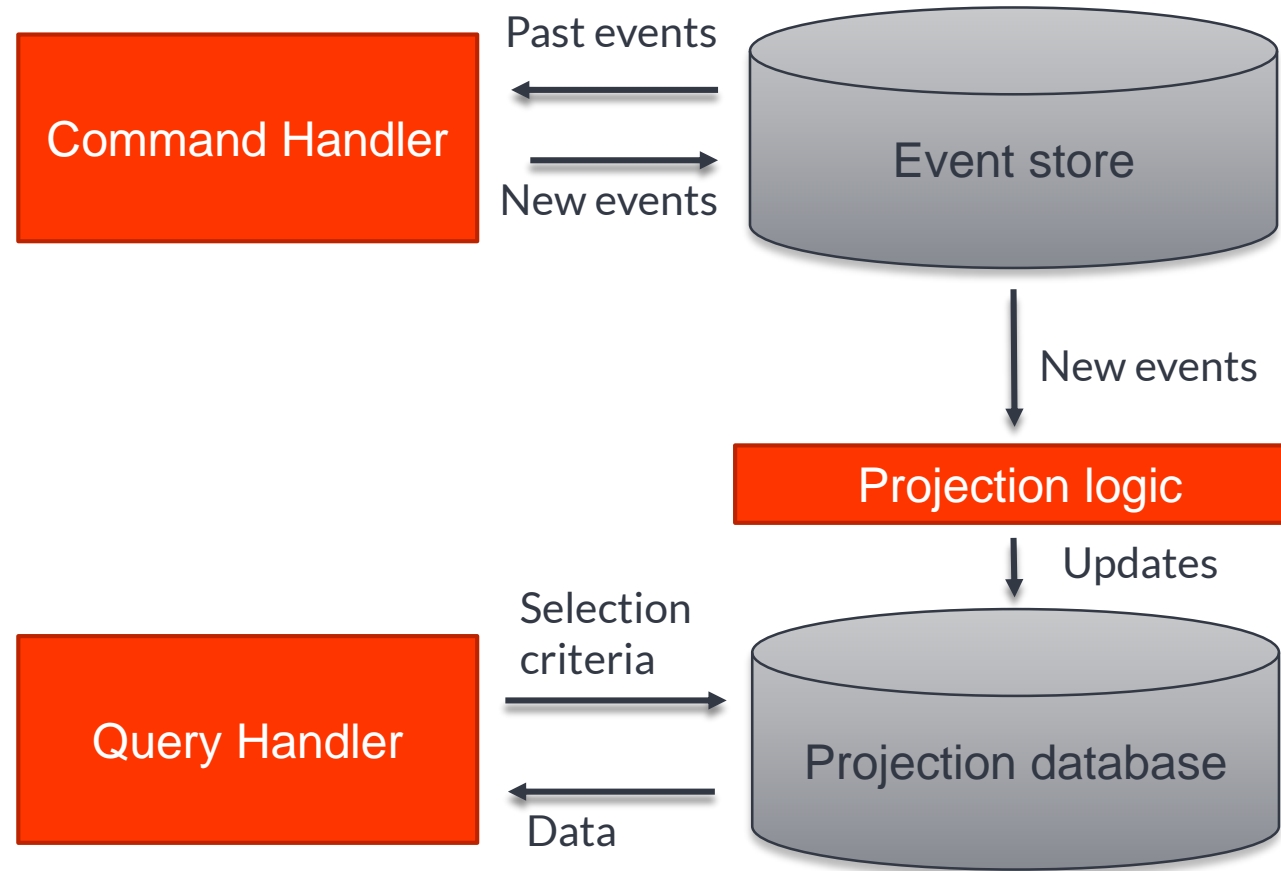 Past events
Command Handler
Event store
New events
New events
Projection logic
Updates
Selection
criteria
Query Handler
Projection database
Data